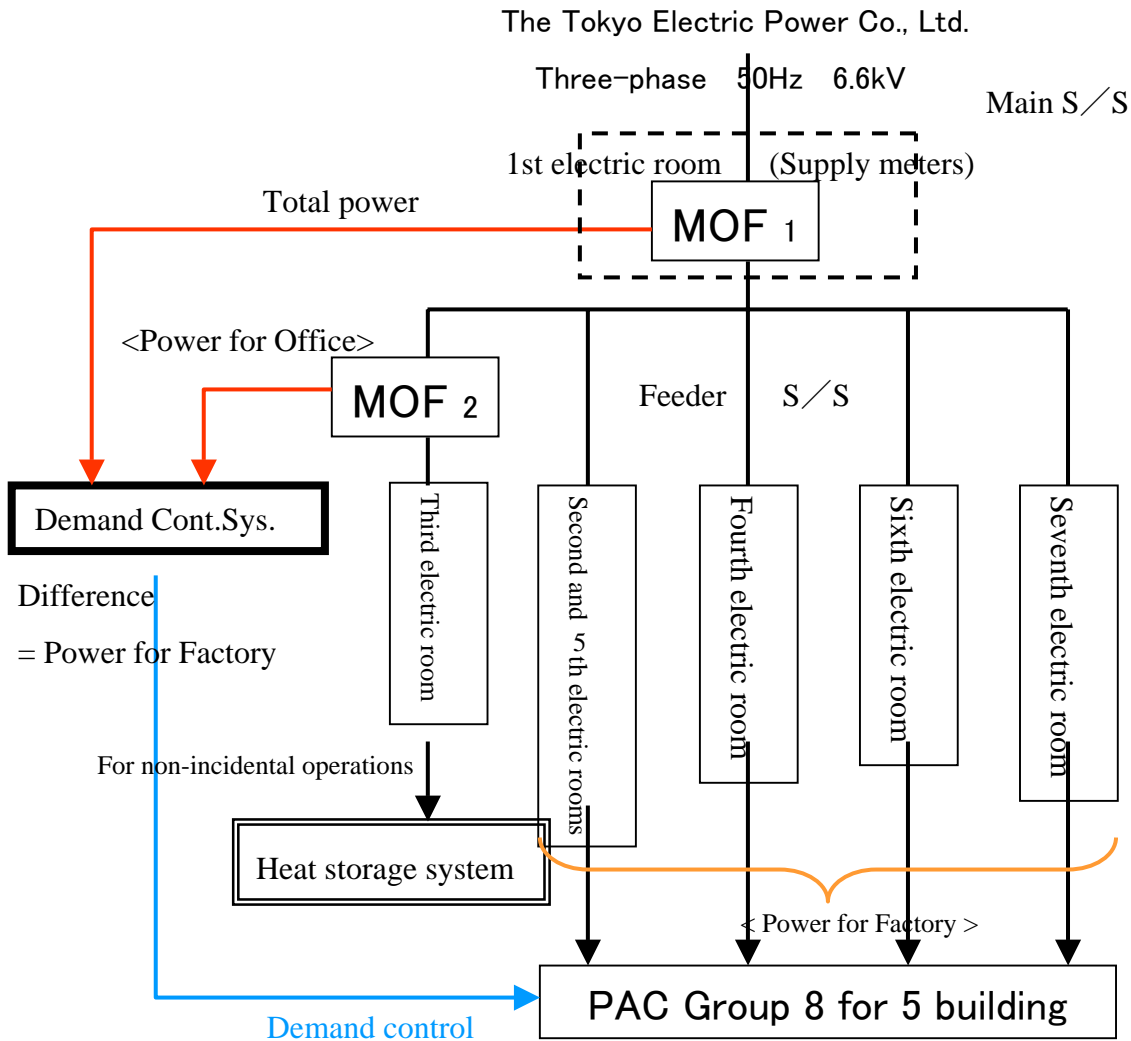 The Tokyo Electric Power Co., Ltd.
Three-phase 50Hz 6.6kV
Main S／S
1st electric room (Supply meters)
Total power
MOF 1
<Power for Office>
MOF 2
Feeder S／S
Demand Cont.Sys.
Third electric room
Second and 5th electric rooms
Fourth electric room
Sixth electric room
Seventh electric room
Difference
= Power for Factory
For non-incidental operations
Heat storage system
< Power for Factory >
PAC Group 8 for 5 building
Demand control